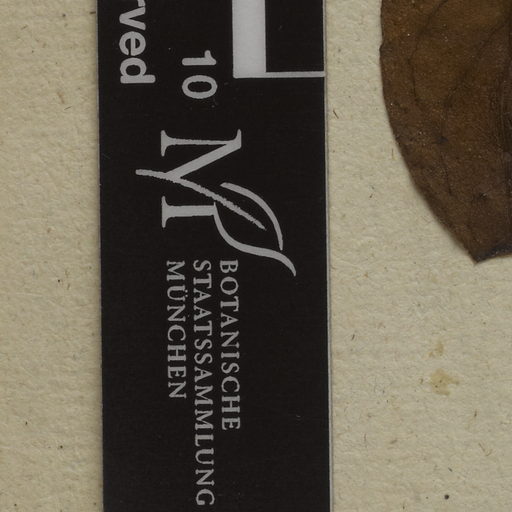 rved
10
M
BOTANISCHE
STAATSSAMMLUNG
MÜNCHEN